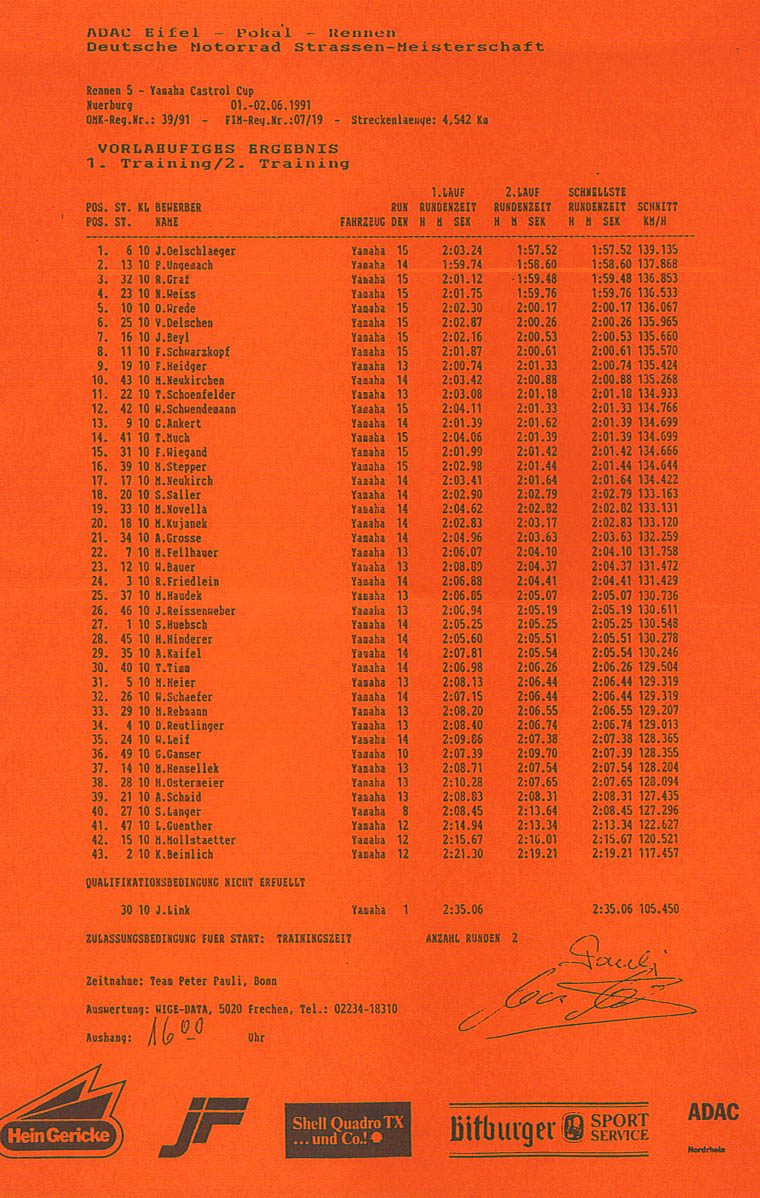 ADAC Eifel - Pokal - Rennen
Deutsche Motorrad Strassen-Meisterschaft
Rennen 5 - Yamaha Castrol Cup
Nuerburg 01.-02.06.1991
OMK-Reg.Nr.: 39/91 - FIM-Reg.Nr.:07/19 - Streckenlaenge: 4,542 Km
VORLAEUFIGES ERGEBNIS
1. Training/2. Training
1.LAUF 2.LAUF SCHNELLSTE
POS. ST. KL BEWERBER RUN RUNDENZEIT RUNDENZEIT RUNDENZEIT SCHNITT
POS. ST. NAME FAHRZEUG DEN H M SEK H M SEK H M SEK KM/H
1. 6 10 J.Oelschlaeger Yamaha 15 2:03.24 1:57.52 1:57.52 139.135
2. 13 10 P.Ungemach Yamaha 14 1:59.74 1:58.60 1:58.60 137.868
3. 32 10 R.Graf Yamaha 15 2:01.12 1:59.48 1:59.48 136.853
4. 23 10 N.Weiss Yamaha 15 2:01.75 1:59.76 1:59.76 136.533
5. 10 10 O.Wrede Yamaha 15 2:02.30 2:00.17 2:00.17 136.067
6. 25 10 V.Oelschen Yamaha 15 2:02.87 2:00.26 2:00.26 135.965
7. 16 10 J.Beyl Yamaha 15 2:02.16 2:00.53 2:00.53 135.660
8. 11 10 F.Schwarzkopf Yamaha 15 2:01.87 2:00.61 2:00.61 135.570
9. 19 10 F.Heidger Yamaha 13 2:00.74 2:01.33 2:00.74 135.424
10. 43 10 M.Neukirchen Yamaha 14 2:03.42 2:00.88 2:00.88 135.268
11. 22 10 T.Schoenfelder Yamaha 13 2:03.08 2:01.18 2:01.18 134.933
12. 42 10 W.Schwendemann Yamaha 15 2:04.11 2:01.33 2:01.33 134.766
13. 9 10 G.Ankert Yamaha 14 2:01.39 2:01.62 2:01.39 134.699
14. 41 10 T.Much Yamaha 15 2:04.06 2:01.39 2:01.39 134.699
15. 31 10 F.Wiegand Yamaha 15 2:01.99 2:01.42 2:01.42 134.666
16. 39 10 M.Stepper Yamaha 15 2:02.98 2:01.44 2:01.44 134.644
17. 17 10 M.Neukirch Yamaha 14 2:03.41 2:01.64 2:01.64 134.422
18. 20 10 S.Saller Yamaha 14 2:02.90 2:02.79 2:02.79 133.163
19. 33 10 M.Novella Yamaha 14 2:04.62 2:02.82 2:02.82 133.131
20. 18 10 M.Kujanek Yamaha 14 2:02.83 2:03.17 2:02.83 133.120
21. 34 10 A.Grosse Yamaha 14 2:04.96 2:03.63 2:03.63 132.259
22. 7 10 M.Fellhauer Yamaha 13 2:06.07 2:04.10 2:04.10 131.758
23. 12 10 W.Bauer Yamaha 13 2:08.09 2:04.37 2:04.37 131.472
24. 3 10 R.Friedlein Yamaha 14 2:06.88 2:04.41 2:04.41 131.429
25. 37 10 M.Haudek Yamaha 13 2:06.85 2:05.07 2:05.07 130.736
26. 46 10 J.Reissenweber Yamaha 13 2:06.94 2:05.19 2:05.19 130.611
27. 1 10 S.Huebsch Yamaha 14 2:05.25 2:05.25 2:05.25 130.548
28. 45 10 H.Hinderer Yamaha 14 2:05.60 2:05.51 2:05.51 130.278
29. 35 10 A.Kaifel Yamaha 14 2:07.81 2:05.54 2:05.54 130.246
30. 40 10 T.Timm Yamaha 14 2:06.98 2:06.26 2:06.26 129.504
31. 5 10 M.Heier Yamaha 13 2:08.13 2:06.44 2:06.44 129.319
32. 26 10 W.Schaefer Yamaha 14 2:07.15 2:06.44 2:06.44 129.319
33. 29 10 M.Rebmann Yamaha 13 2:08.20 2:06.55 2:06.55 129.207
34. 4 10 D.Reutlinger Yamaha 13 2:08.40 2:06.74 2:06.74 129.013
35. 24 10 W.Leif Yamaha 14 2:09.86 2:07.38 2:07.38 128.365
36. 49 10 G.Ganser Yamaha 10 2:07.39 2:09.70 2:07.39 128.355
37. 14 10 M.Hensellek Yamaha 13 2:08.71 2:07.54 2:07.54 128.204
38. 28 10 H.Ostermeier Yamaha 13 2:10.28 2:07.65 2:07.65 128.094
39. 21 10 A.Schaid Yamaha 13 2:08.83 2:08.31 2:08.31 127.435
40. 27 10 S.Langer Yamaha 8 2:08.45 2:13.64 2:08.45 127.296
41. 47 10 L.Guenther Yamaha 12 2:14.94 2:13.34 2:13.34 122.627
42. 15 10 M.Hollstaetter Yamaha 12 2:15.67 2:16.01 2:15.67 120.521
43. 2 10 K.Beinlich Yamaha 12 2:21.30 2:19.21 2:19.21 117.457
QUALIFIKATIONSBEDINGUNG NICHT ERFUELLT
30 10 J.Link Yamaha 1 2:35.06 2:35.06 105.450
ZULASSUNGSBEDINGUNG FUER START: TRAININGSZEIT ANZAHL RUNDEN 2
Pauli
Zeitnahme: Team Peter Pauli, Bonn
Auswertung: WIGE-DATA, 5020 Frechen, Tel.: 02234-18310
Aushang: 16 00 Uhr
Hein Gericke
JF
Shell Quadro TX
...und Co.!
Bitburger SPORT
SERVICE
ADAC
Nordrhein